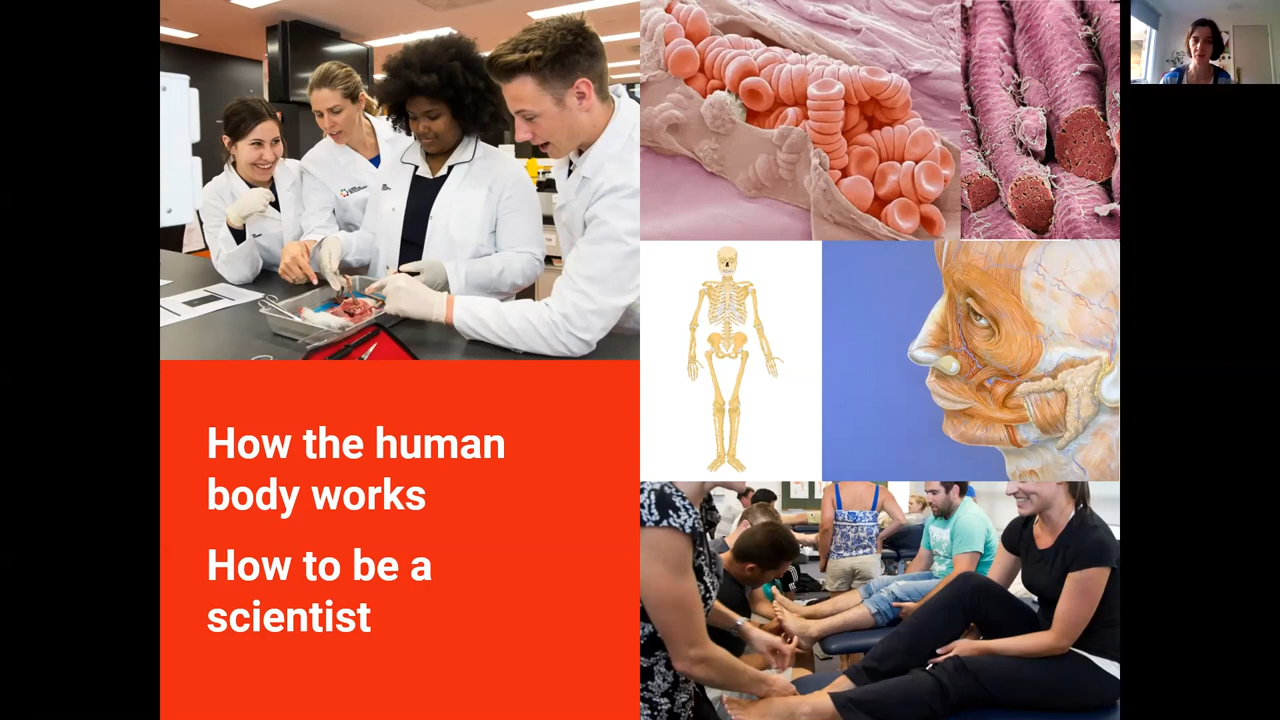 How the human
body works
How to be a
scientist